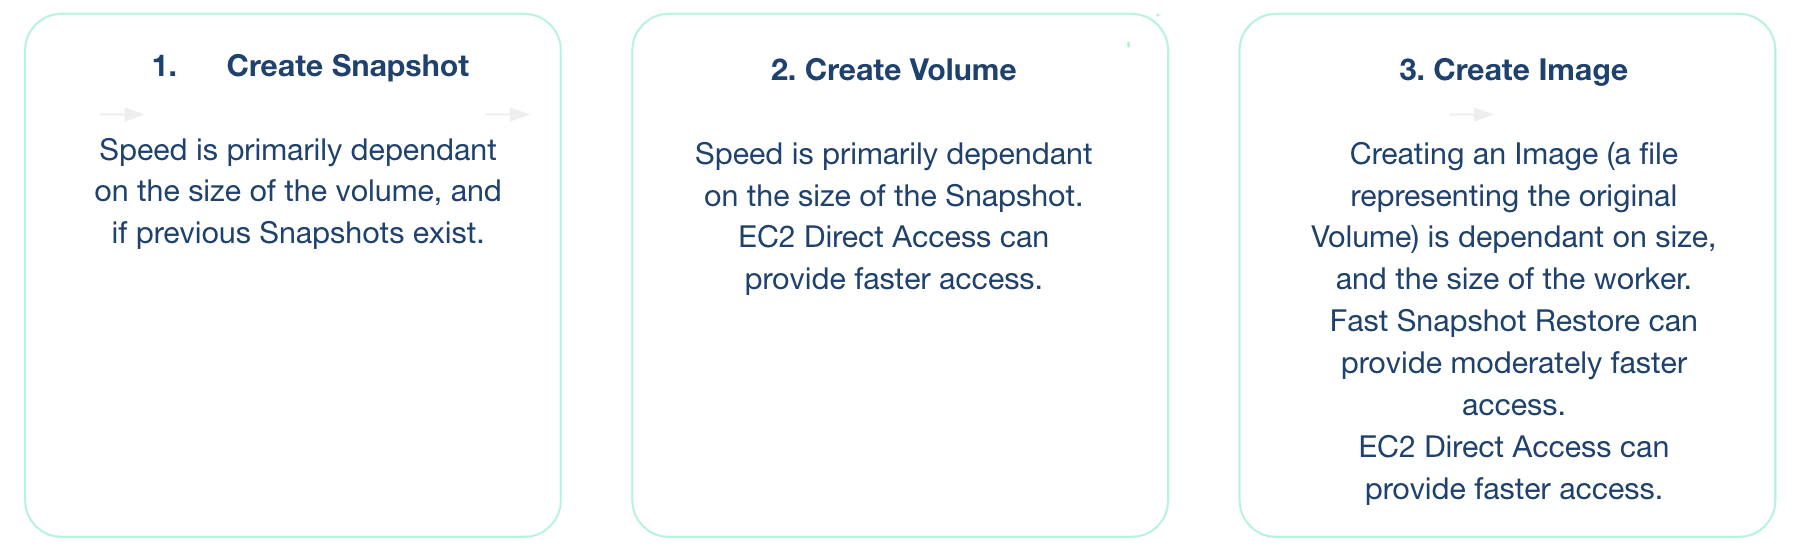 1. Create Snapshot
Speed is primarily dependant
on the size of the volume, and
if previous Snapshots exist.
2. Create Volume
Speed is primarily dependant
on the size of the Snapshot.
EC2 Direct Access can
provide faster access.
3. Create Image
Creating an Image (a file
representing the original
Volume) is dependant on size,
and the size of the worker.
Fast Snapshot Restore can
provide moderately faster
access.
EC2 Direct Access can
provide faster access.